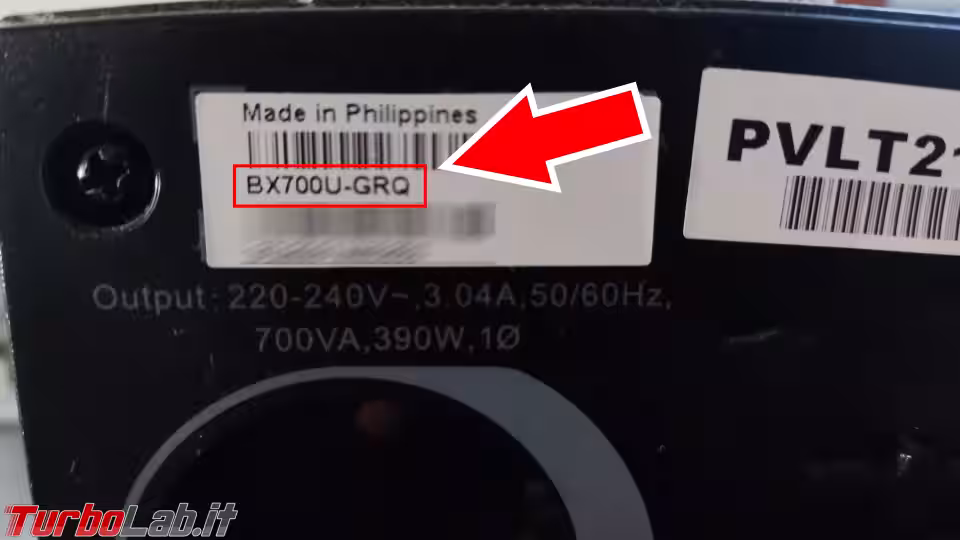 Made in Philippines
BX700U-GRQ
PVLT21
Output: 220-240V~,3.04A,50/60Hz,
700VA,390W,1Ø
TurboLab.it